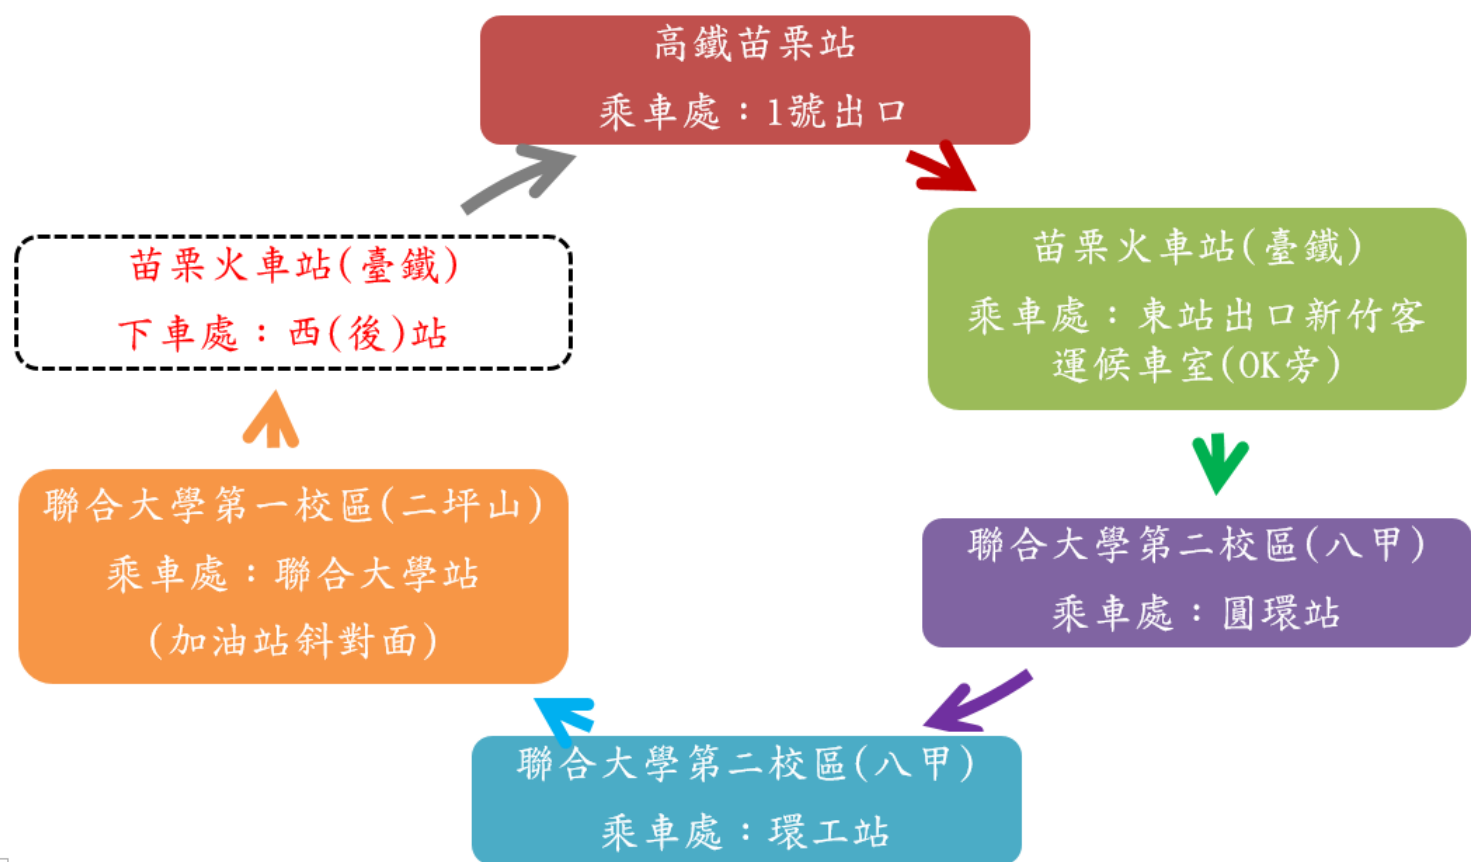 高鐵苗栗站
乘車處：1號出口
苗栗火車站(臺鐵)
乘車處：東站出口新竹客
運候車室(OK旁)
聯合大學第二校區(八甲)
乘車處：圓環站
聯合大學第二校區(八甲)
乘車處：環工站
聯合大學第一校區(二坪山)
乘車處：聯合大學站
(加油站斜對面)
苗栗火車站(臺鐵)
下車處：西(後)站